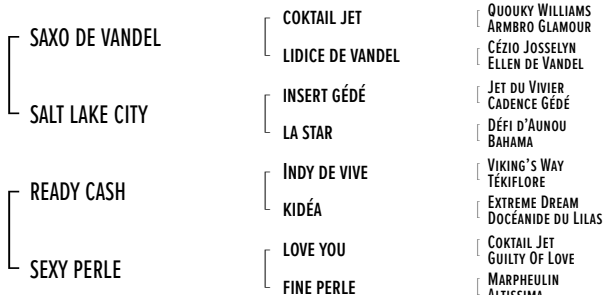 SAXO DE VANDEL
SALT LAKE CITY
READY CASH
SEXY PERLE
COKTAIL JET
LIDICE DE VANDEL
INSERT GÉDÉ
LA STAR
INDY DE VIVE
KIDÉA
LOVE YOU
FINE PERLE
QUOUKY WILLIAMS
ARMBRO GLAMOUR
CÉZIO JOSSELYN
ELLEN DE VANDEL
JET DU VIVIER
CADENCE GÉDÉ
DÉFI D'AUNOU
BAHAMA
VIKING'S WAY
TÉKIFLORE
EXTREME DREAM
DOCÉANIDE DU LILAS
COKTAIL JET
GUILTY OF LOVE
MARPHEULIN
ALTISSIMA